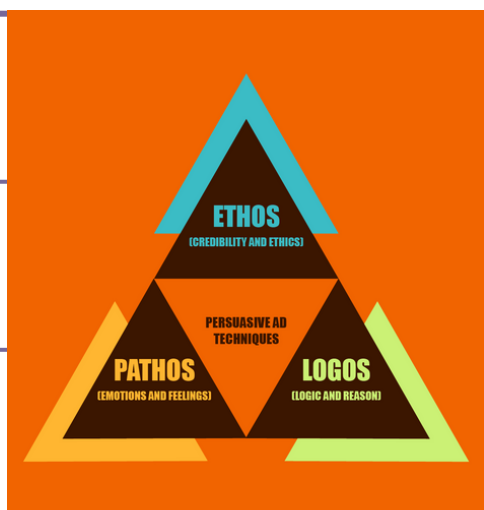 ETHOS
(CREDIBILITY AND ETHICS)
PERSUASIVE AD
TECHNIQUES
PATHOS
(EMOTIONS AND FEELINGS)
LOGOS
(LOGIC AND REASON)